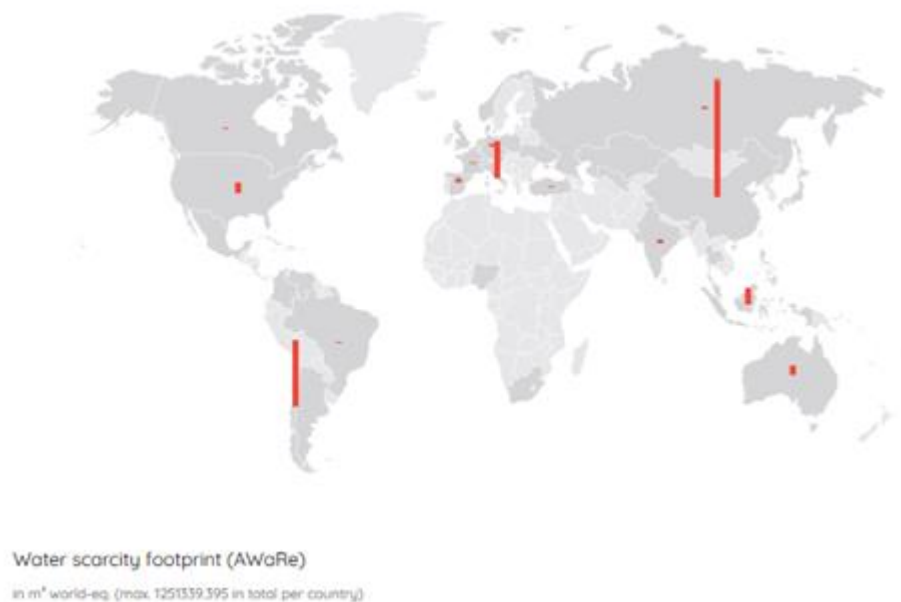 Water scarcity footprint (AWaRe)
in m³ world-eq. (max. 1251339.395 in total per country)